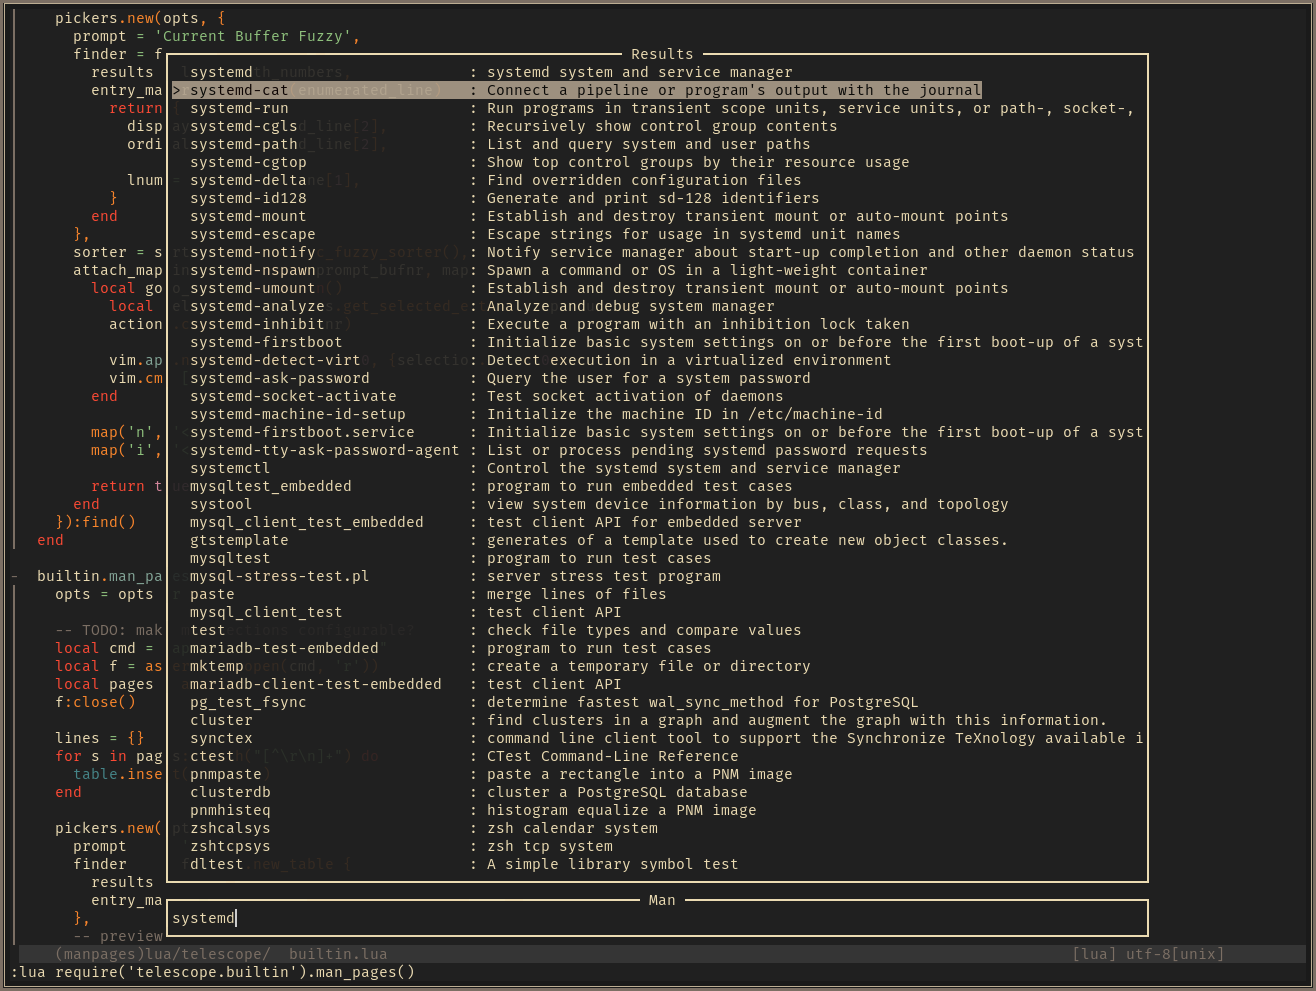 pickers.new(opts, {
prompt = 'Current Buffer Fuzzy',
finder = f
Results
results systemd th_numbers, : systemd system and service manager
entry_ma > systemd-cat (enumerated_line) : Connect a pipeline or program's output with the journal
return systemd-run : Run programs in transient scope units, service units, or path-, socket-,
disp systemd-cgls d_line[2], : Recursively show control group contents
ordi systemd-path d_line[2], : List and query system and user paths
systemd-cgtop : Show top control groups by their resource usage
lnum = systemd-delta ne[1], : Find overridden configuration files
} systemd-id128 : Generate and print sd-128 identifiers
end systemd-mount : Establish and destroy transient mount or auto-mount points
}, systemd-escape : Escape strings for usage in systemd unit names
sorter = s systemd-notify c_fuzzy_sorter(), : Notify service manager about start-up completion and other daemon status
attach_map systemd-nspawn prompt_bufnr, map : Spawn a command or OS in a light-weight container
local go systemd-umount () : Establish and destroy transient mount or auto-mount points
local systemd-analyze s.get_selected_e : Analyze and debug system manager
action systemd-inhibit nr) : Execute a program with an inhibition lock taken
systemd-firstboot : Initialize basic system settings on or before the first boot-up of a syst
vim.ap systemd-detect-virt , {selectio : Detect execution in a virtualized environment
vim.cm systemd-ask-password : Query the user for a system password
end systemd-socket-activate : Test socket activation of daemons
systemd-machine-id-setup : Initialize the machine ID in /etc/machine-id
map('n', systemd-firstboot.service : Initialize basic system settings on or before the first boot-up of a syst
map('i', systemd-tty-ask-password-agent : List or process pending systemd password requests
systemctl : Control the systemd system and service manager
return t mysqltest_embedded : program to run embedded test cases
end systool : view system device information by bus, class, and topology
}):find() mysql_client_test_embedded : test client API for embedded server
end gtstemplate : generates of a template used to create new object classes.
mysqltest : program to run test cases
builtin.man_pa mysql-stress-test.pl : server stress test program
opts = opts paste : merge lines of files
mysql_client_test : test client API
-- TODO: mak test ctions configurable? : check file types and compare values
local cmd = mariadb-test-embedded " : program to run test cases
local f = as mktemp open(cmd, 'r')) : create a temporary file or directory
local pages mariadb-client-test-embedded : test client API
f:close() pg_test_fsync : determine fastest wal_sync_method for PostgreSQL
cluster : find clusters in a graph and augment the graph with this information.
lines = {} synctex : command line client tool to support the Synchronize TeXnology available i
for s in pag ctest ("[^\r\n]+") do : CTest Command-Line Reference
table.inse pnmpaste ) : paste a rectangle into a PNM image
end clusterdb : cluster a PostgreSQL database
pnmhisteq : histogram equalize a PNM image
pickers.new( zshcalsys : zsh calendar system
prompt zshtcpsys : zsh tcp system
finder dltest .new_table { : A simple library symbol test
results
entry_ma Man
}, systemd
-- preview
(manpages)lua/telescope/ builtin.lua [lua] utf-8[unix]
:lua require('telescope.builtin').man_pages()